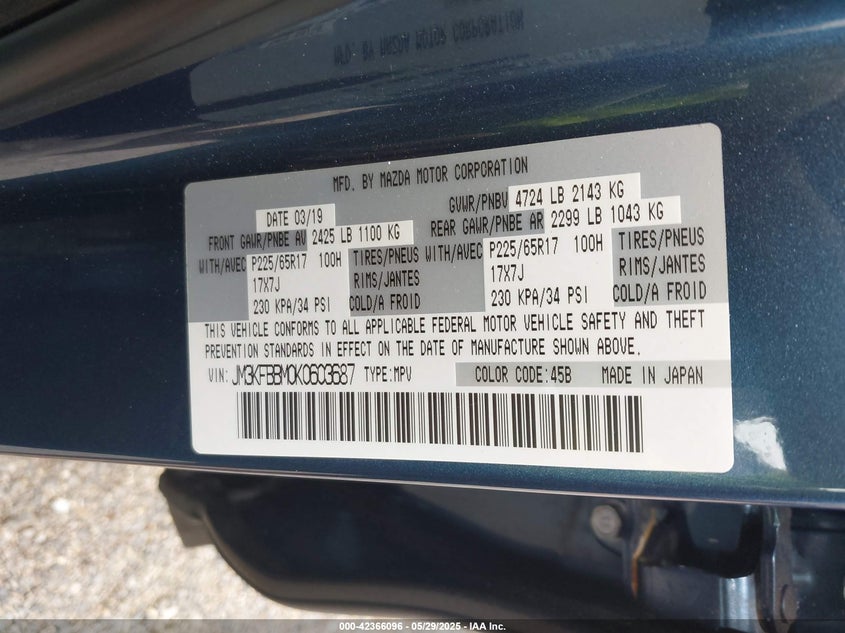 MFD. BY MAZDA MOTOR CORPORATION
MFD. BY MAZDA MOTOR CORPORATION
DATE 03/19 GVWR/PNBV 4724 LB 2143 KG
FRONT GAWR/PNBE AV 2425 LB 1100 KG REAR GAWR/PNBE AR 2299 LB 1043 KG
WITH/AVEC P225/65R17 100H TIRES/PNEUS WITH/AVEC P225/65R17 100H TIRES/PNEUS
17X7J RIMS/JANTES 17X7J RIMS/JANTES
230 KPA/34 PSI COLD/A FROID 230 KPA/34 PSI COLD/A FROID
THIS VEHICLE CONFORMS TO ALL APPLICABLE FEDERAL MOTOR VEHICLE SAFETY AND THEFT
PREVENTION STANDARDS IN EFFECT ON THE DATE OF MANUFACTURE SHOWN ABOVE.
VIN: JM3KFBBM0K0603687 TYPE:MPV COLOR CODE:45B MADE IN JAPAN
000-42366096 - 05/29/2025 - IAA Inc.